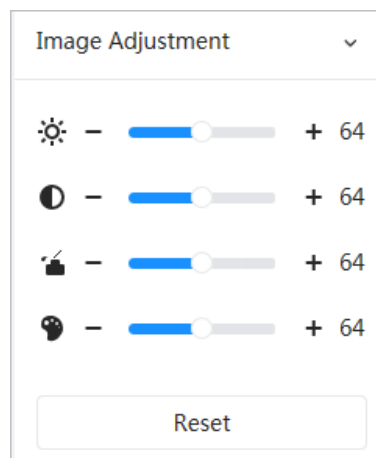 Image Adjustment
− + 64
− + 64
− + 64
− + 64
Reset